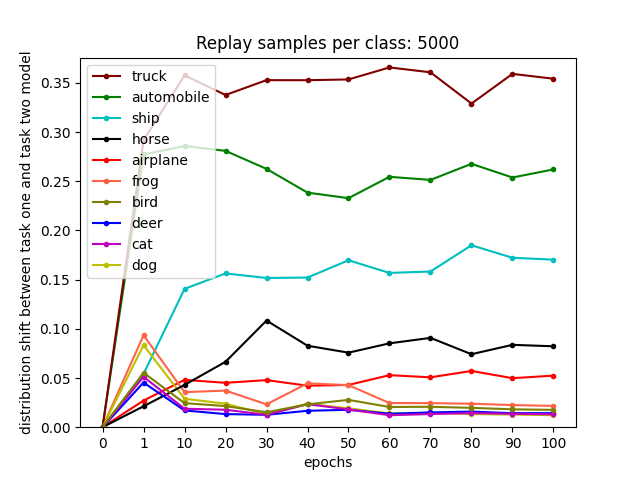 Replay samples per class: 5000
distribution shift between task one and task two model
0.35
0.30
0.25
0.20
0.15
0.10
0.05
0.00
truck
automobile
ship
horse
airplane
frog
bird
deer
cat
dog
0 1 10 20 30 40 50 60 70 80 90 100
epochs